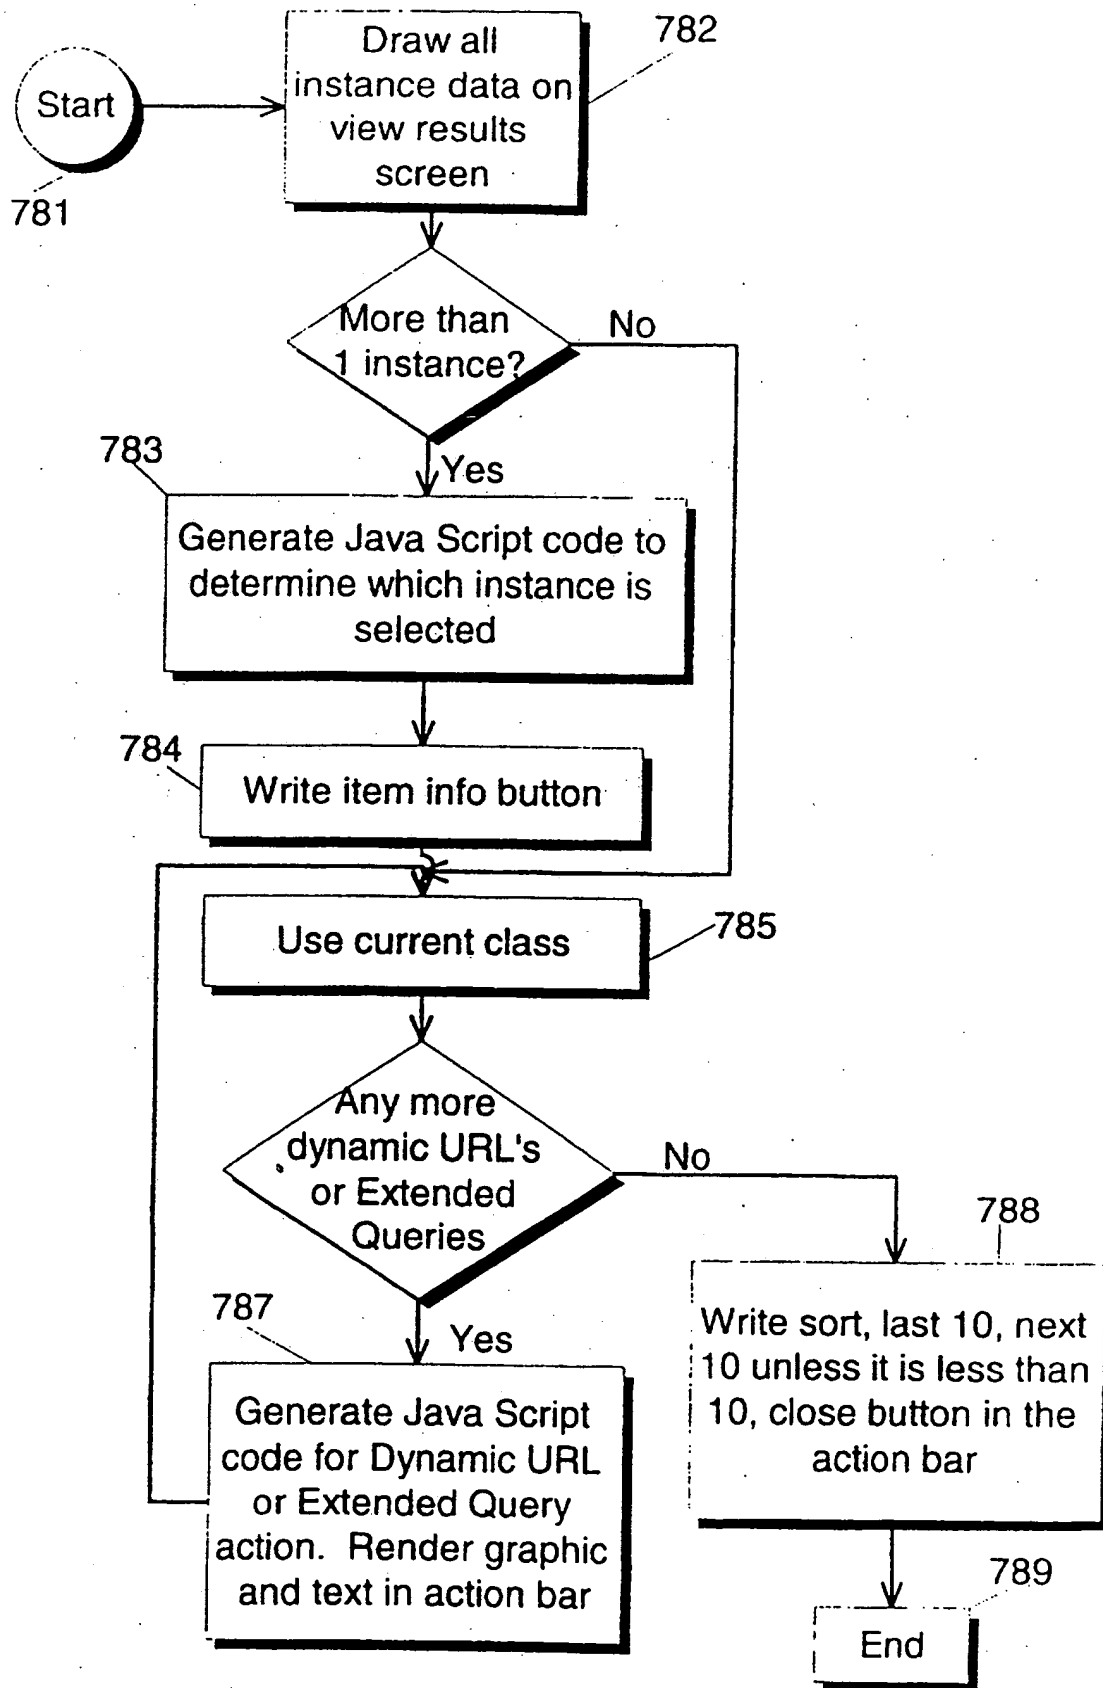 782
Draw all
instance data on
view results
screen
Start
781
More than
1 instance?
No
Yes
783
Generate Java Script code to
determine which instance is
selected
784
Write item info button
Use current class
785
Any more
dynamic URL's
or Extended
Queries
No
Yes
788
Write sort, last 10, next
10 unless it is less than
10, close button in the
action bar
787
Generate Java Script
code for Dynamic URL
or Extended Query
action. Render graphic
and text in action bar
789
End